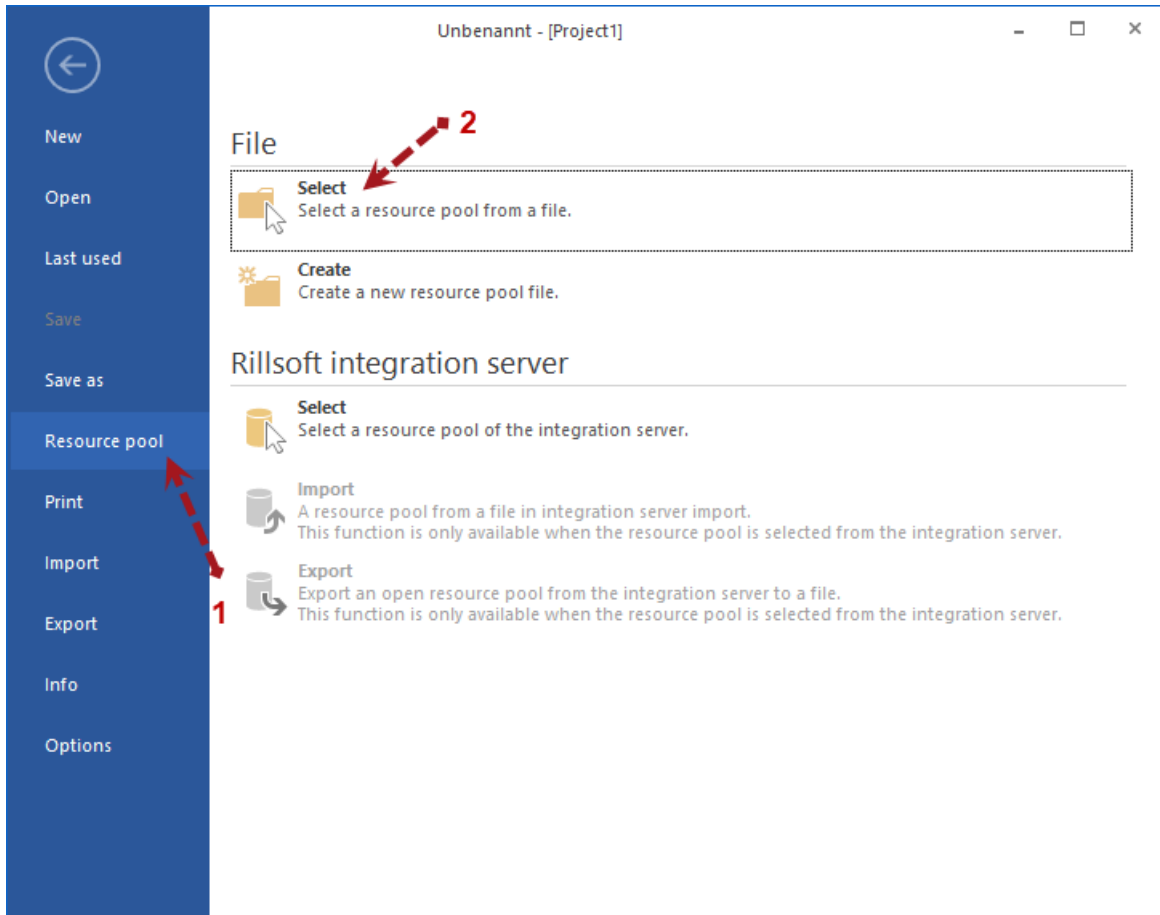 Unbenannt - [Project1]
New
Open
Last used
Save
Save as
Resource pool
Print
Import
Export
Info
Options
2
1
File
Select
Select a resource pool from a file.
Create
Create a new resource pool file.
Rillsoft integration server
Select
Select a resource pool of the integration server.
Import
A resource pool from a file in integration server import.
This function is only available when the resource pool is selected from the integration server.
Export
Export an open resource pool from the integration server to a file.
This function is only available when the resource pool is selected from the integration server.